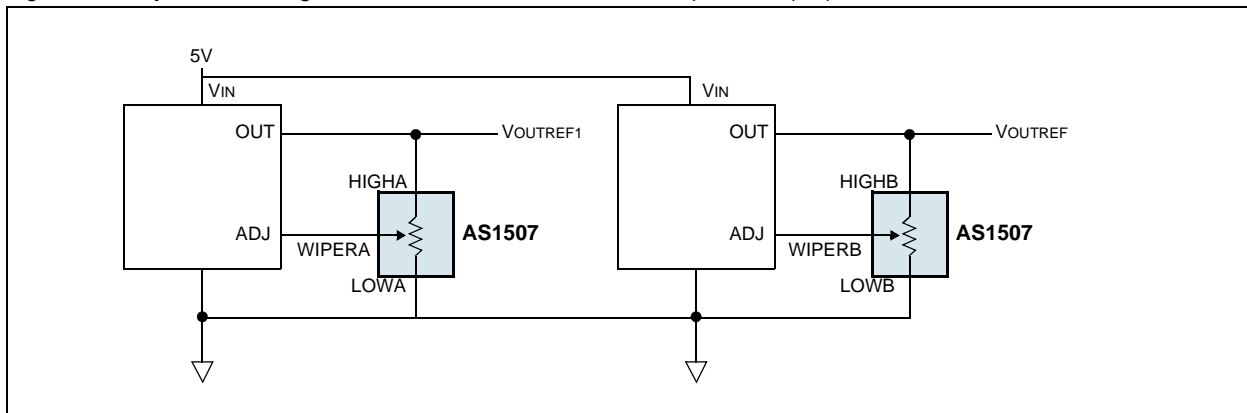 5V
VIN
VIN
OUT
VOUTREF1
OUT
VOUTREF
HIGHA
HIGHB
ADJ
WIPERA
AS1507
ADJ
WIPERB
AS1507
LOWA
LOWB